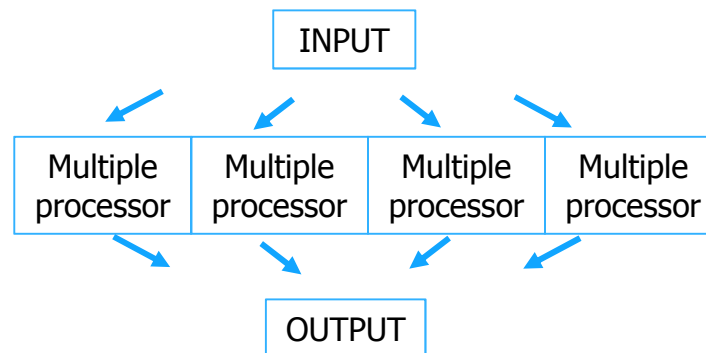 INPUT
Multiple Multiple Multiple Multiple
processor processor processor processor
OUTPUT